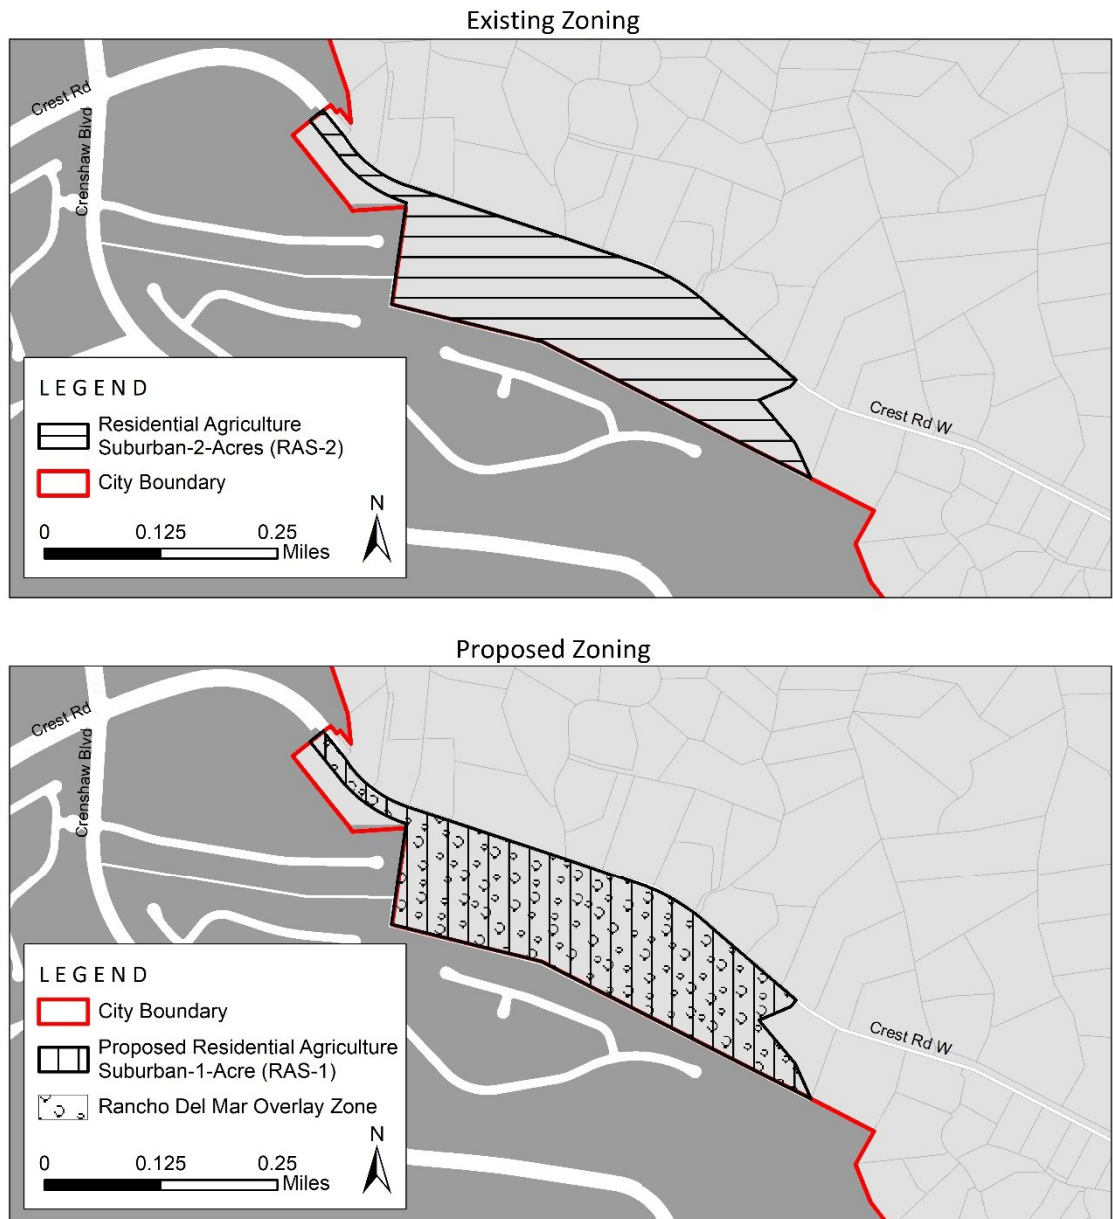 Existing Zoning
Crest Rd
Crenshaw Blvd
Crest Rd W
LEGEND
Residential Agriculture
Suburban-2-Acres (RAS-2)
City Boundary
N
0 0.125 0.25
Miles
Proposed Zoning
Crest Rd
Crenshaw Blvd
Crest Rd W
LEGEND
City Boundary
Proposed Residential Agriculture
Suburban-1-Acre (RAS-1)
Rancho Del Mar Overlay Zone
N
0 0.125 0.25
Miles